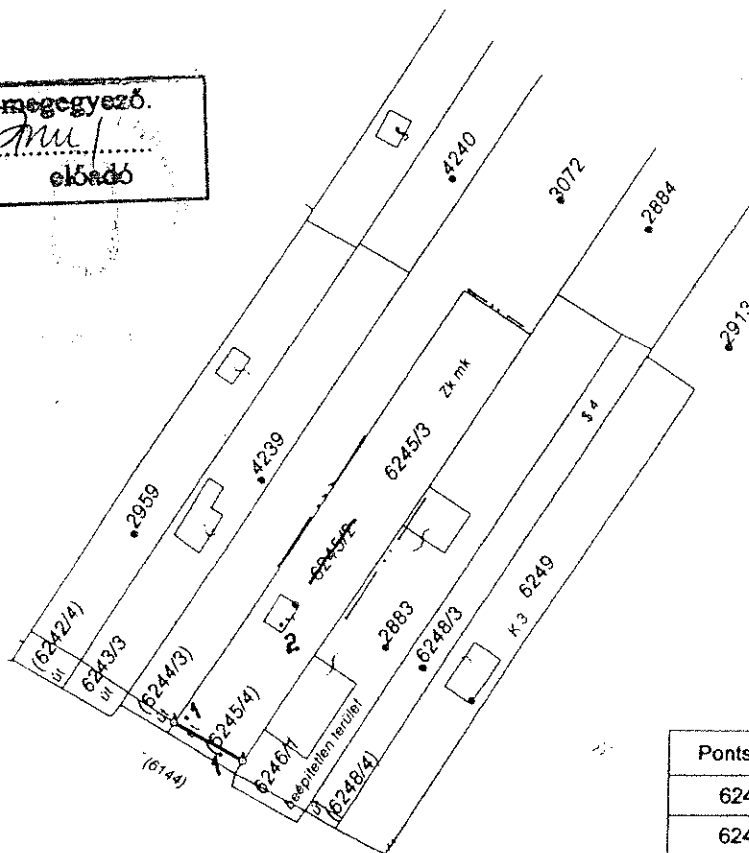 megegyező.
előadó
4240
3072
2884
2913
Zk mk
6245/3
4239
6245/2
2959
2
2883
6248/3
6249
K 3
(6242/4)
út
6243/3
út
(6244/3)
út
1
(6245/4)
6246/1
beépítetlen terület
út
(6248/4)
(6144)
Ponts
624
624